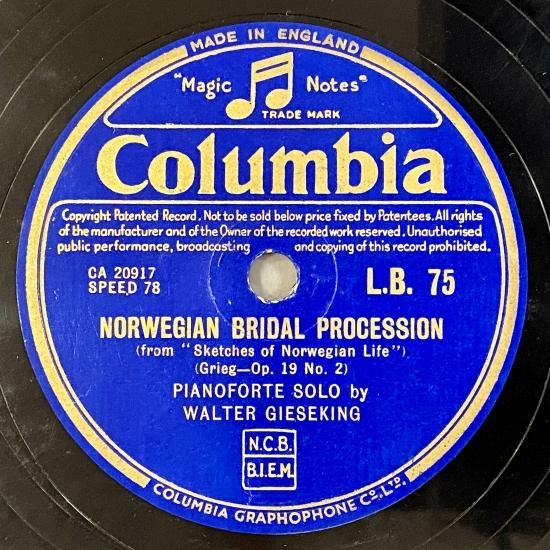 MADE IN ENGLAND
"Magic Notes"
TRADE MARK
Columbia
Copyright Patented Record. Not to be sold below price fixed by Patentees. All rights
of the manufacturer and of the Owner of the recorded work reserved. Unauthorised
public performance, broadcasting and copying of this record prohibited.
CA 20917
SPEED 78
L.B. 75
NORWEGIAN BRIDAL PROCESSION
(from "Sketches of Norwegian Life")
(Grieg—Op. 19 No. 2)
PIANOFORTE SOLO by
WALTER GIESEKING
N.C.B.
B.I.E.M.
COLUMBIA GRAPHOPHONE CO. LTD.